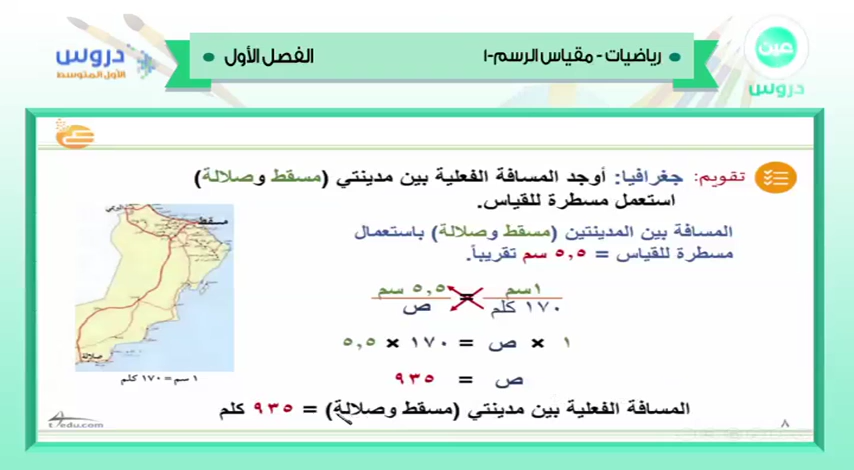 دروس
الأول المتوسط
رياضيات - مقياس الرسم-١
الفصل الأول
عين
دروس
تقويم: جغرافيا: أوجد المسافة الفعلية بين مدينتي (مسقط وصلالة)
استعمل مسطرة للقياس.
المسافة بين المدينتين (مسقط وصلالة) باستعمال
مسطرة للقياس = ٥,٥ سم تقريباً.
١سم = ٥,٥ سم
١٧٠ كلم ص
١ × ص = ١٧٠ × ٥,٥
ص = ٩٣٥
المسافة الفعلية بين مدينتي (مسقط وصلالة) = ٩٣٥ كلم
مسقط
صلالة
١ سم = ١٧٠ كلم
t4edu.com
٨